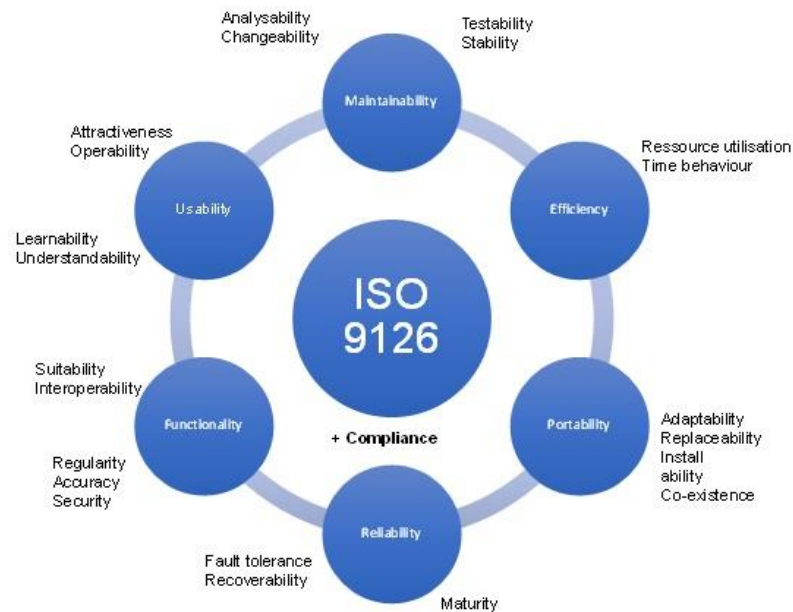 Analysability
Changeability
Testability
Stability
Maintainability
Attractiveness
Operability
Ressource utilisation
Time behaviour
Usability
Efficiency
Learnability
Understandability
ISO
9126
Suitability
Interoperability
Functionality
+ Compliance
Portability
Adaptability
Replaceability
Install
ability
Co-existence
Regularity
Accuracy
Security
Reliability
Fault tolerance
Recoverability
Maturity